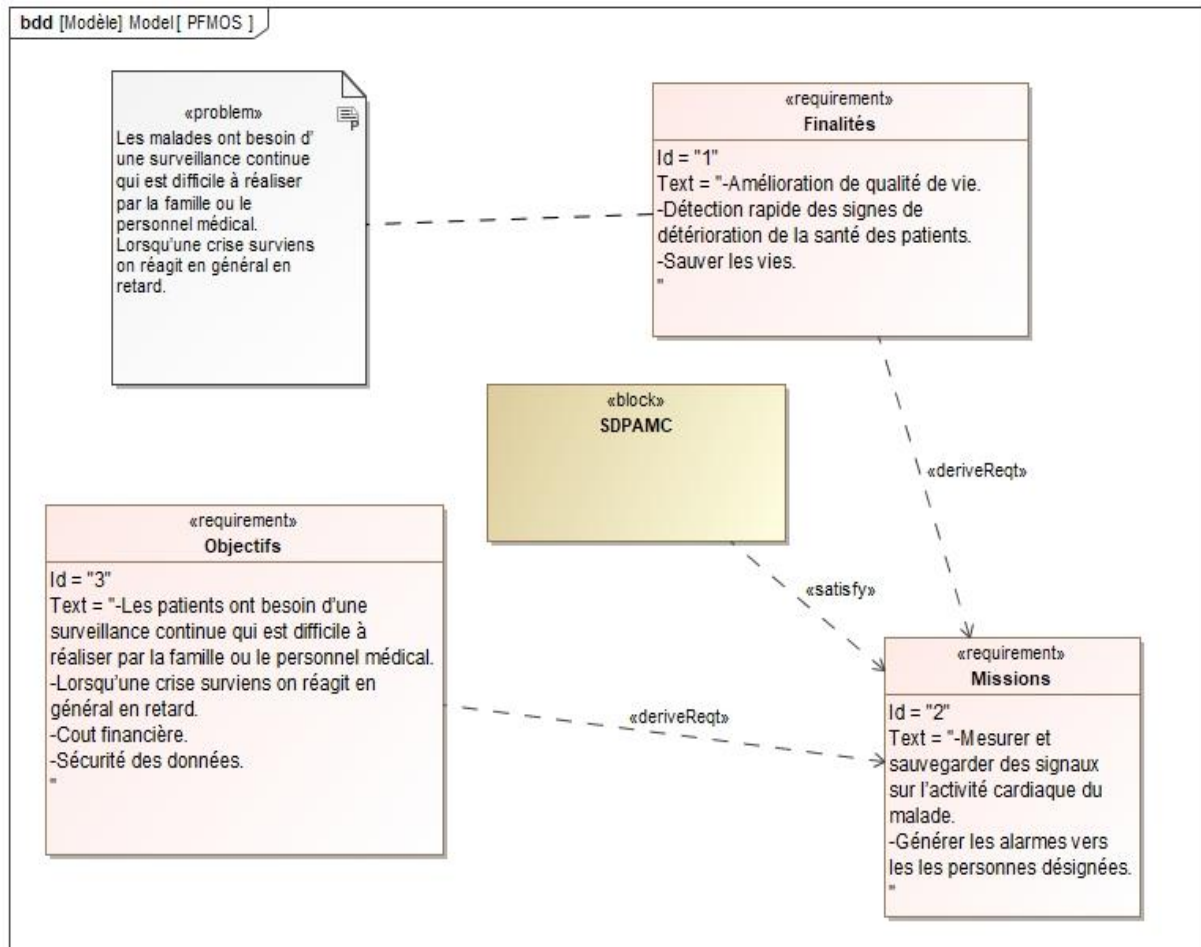 bdd [Modèle] Model [ PFMOS ]
«problem»
Les malades ont besoin d'
une surveillance continue
qui est difficile à réaliser
par la famille ou le
personnel médical.
Lorsqu'une crise surviens
on réagit en général en
retard.
«requirement»
Finalités
Id = "1"
Text = "-Amélioration de qualité de vie.
-Détection rapide des signes de
détérioration de la santé des patients.
-Sauver les vies.
"
«deriveReqt»
«block»
SDPAMC
«satisfy»
«requirement»
Objectifs
Id = "3"
Text = "-Les patients ont besoin d'une
surveillance continue qui est difficile à
réaliser par la famille ou le personnel médical.
-Lorsqu'une crise surviens on réagit en
général en retard.
-Cout financière.
-Sécurité des données.
"
«deriveReqt»
«requirement»
Missions
Id = "2"
Text = "-Mesurer et
sauvegarder des signaux
sur l'activité cardiaque du
malade.
-Générer les alarmes vers
les les personnes désignées.
"